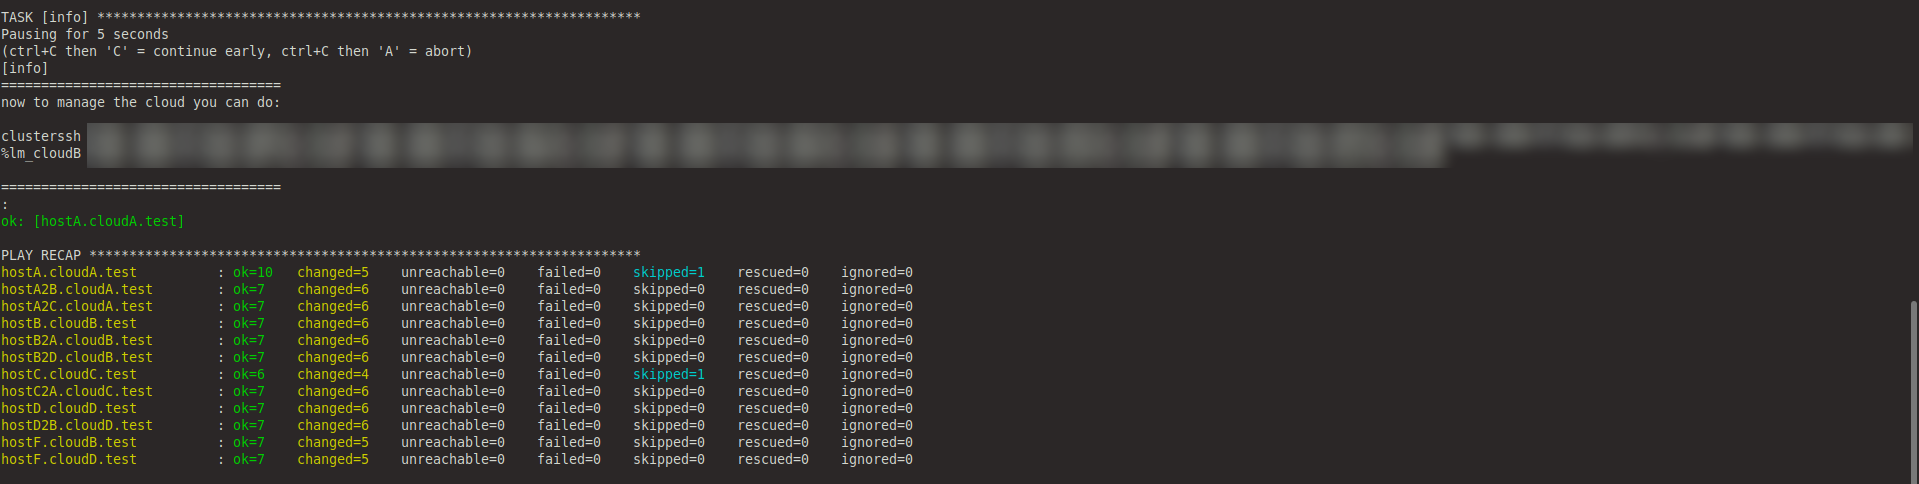 TASK [info] ********************************************************************
Pausing for 5 seconds
(ctrl+C then 'C' = continue early, ctrl+C then 'A' = abort)
[info]
===================================
now to manage the cloud you can do:
clusterssh
%lm_cloudB
===================================
:
ok: [hostA.cloudA.test]
PLAY RECAP *********************************************************************
hostA.cloudA.test          : ok=10   changed=5    unreachable=0    failed=0    skipped=1    rescued=0    ignored=0
hostA2B.cloudA.test        : ok=7    changed=6    unreachable=0    failed=0    skipped=0    rescued=0    ignored=0
hostA2C.cloudA.test        : ok=7    changed=6    unreachable=0    failed=0    skipped=0    rescued=0    ignored=0
hostB.cloudB.test          : ok=7    changed=6    unreachable=0    failed=0    skipped=0    rescued=0    ignored=0
hostB2A.cloudB.test        : ok=7    changed=6    unreachable=0    failed=0    skipped=0    rescued=0    ignored=0
hostB2D.cloudB.test        : ok=7    changed=6    unreachable=0    failed=0    skipped=0    rescued=0    ignored=0
hostC.cloudC.test          : ok=6    changed=4    unreachable=0    failed=0    skipped=1    rescued=0    ignored=0
hostC2A.cloudC.test        : ok=7    changed=6    unreachable=0    failed=0    skipped=0    rescued=0    ignored=0
hostD.cloudD.test          : ok=7    changed=6    unreachable=0    failed=0    skipped=0    rescued=0    ignored=0
hostD2B.cloudD.test        : ok=7    changed=6    unreachable=0    failed=0    skipped=0    rescued=0    ignored=0
hostF.cloudB.test          : ok=7    changed=5    unreachable=0    failed=0    skipped=0    rescued=0    ignored=0
hostF.cloudD.test          : ok=7    changed=5    unreachable=0    failed=0    skipped=0    rescued=0    ignored=0